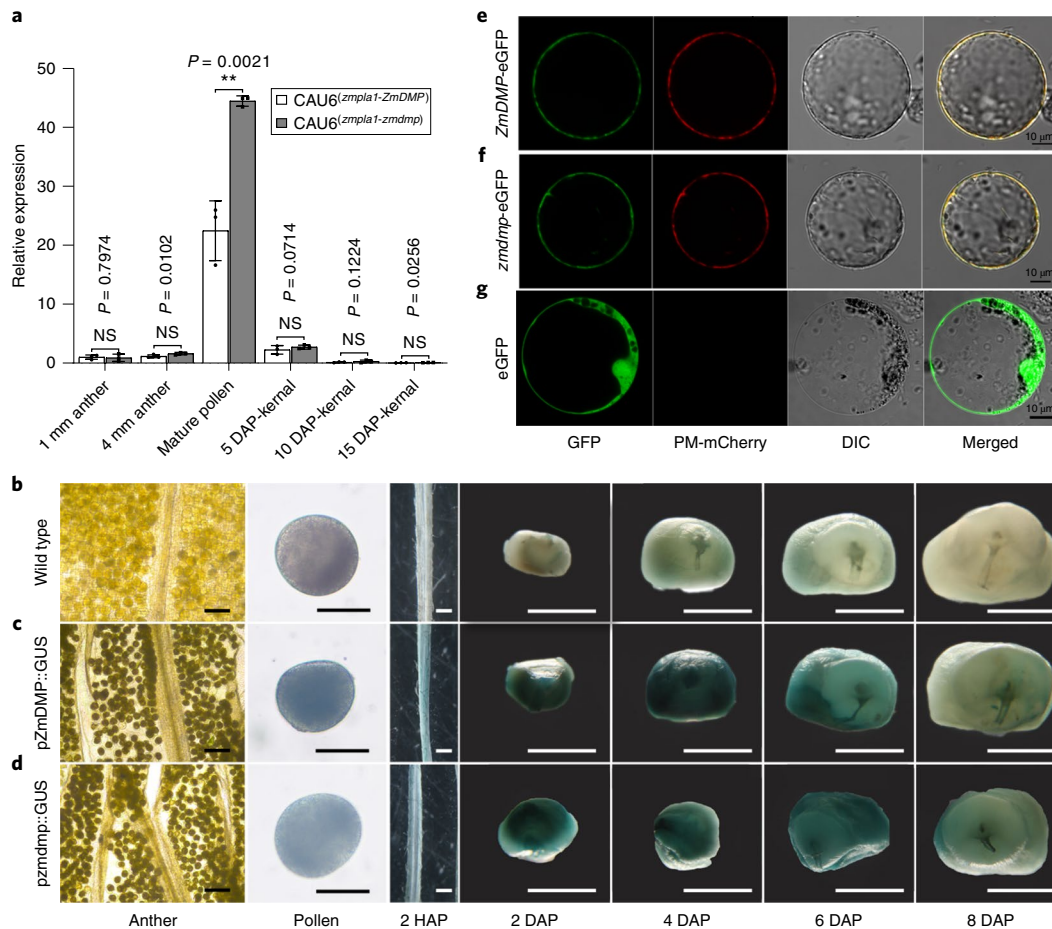 a
P = 0.0021
**
50
40
30
20
10
0
Relative expression
CAU6(zmpla1-ZmDMP)
CAU6(zmpla1-zmdmp)
P = 0.7974
P = 0.0102
P = 0.0714
P = 0.1224
P = 0.0256
NS
NS
NS
NS
NS
1 mm anther
4 mm anther
Mature pollen
5 DAP-kernal
10 DAP-kernal
15 DAP-kernal
e
ZmDMP-eGFP
10 μm
f
zmdmp-eGFP
10 μm
g
eGFP
10 μm
GFP PM-mCherry DIC Merged
b
Wild type
c
pZmDMP::GUS
d
pzmdmp::GUS
Anther Pollen 2 HAP 2 DAP 4 DAP 6 DAP 8 DAP